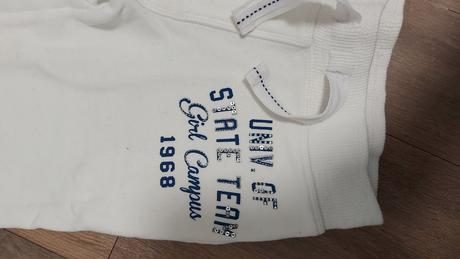 UNIV. OF
STATE TEAM
Girl Campus
1968